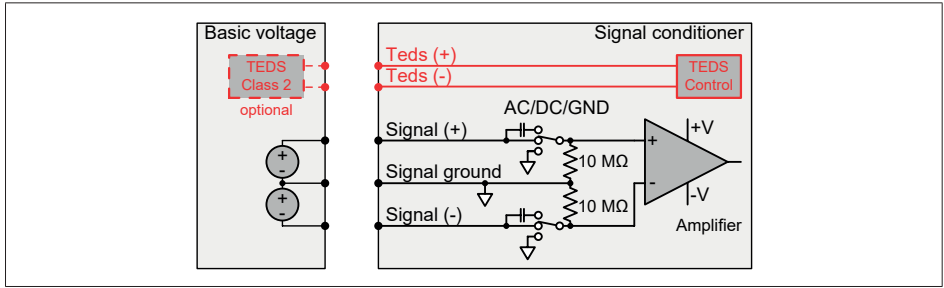 Basic voltage
TEDS
Class 2
optional
+
-
+
-
Signal conditioner
Teds (+)
Teds (-)
TEDS
Control
AC/DC/GND
Signal (+)
Signal ground
Signal (-)
10 MΩ
10 MΩ
+
-
+V
-V
Amplifier